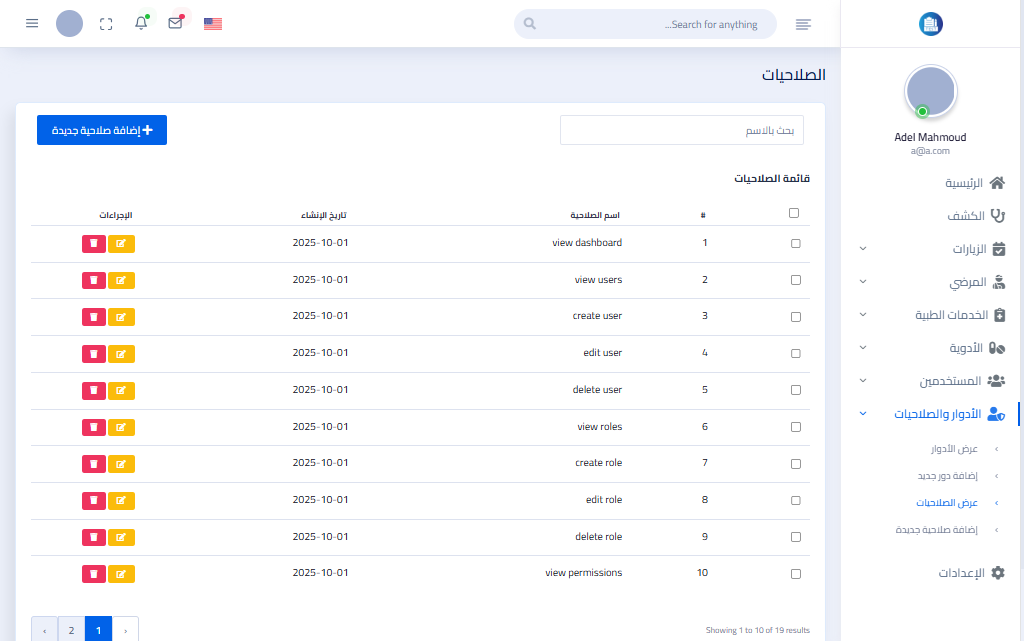 Search for anything...
Adel Mahmoud
a@a.com
الرئيسية
الكشف
الزيارات
المرضي
الخدمات الطبية
الأدوية
المستخدمين
الأدوار والصلاحيات
عرض الأدوار
إضافة دور جديد
عرض الصلاحيات
إضافة صلاحية جديدة
الإعدادات
الصلاحيات
بحث بالاسم
إضافة صلاحية جديدة
قائمة الصلاحيات
# اسم الصلاحية تاريخ الإنشاء الإجراءات
1 view dashboard 2025-10-01
2 view users 2025-10-01
3 create user 2025-10-01
4 edit user 2025-10-01
5 delete user 2025-10-01
6 view roles 2025-10-01
7 create role 2025-10-01
8 edit role 2025-10-01
9 delete role 2025-10-01
10 view permissions 2025-10-01
Showing 1 to 10 of 19 results
‹ 1 2 ›